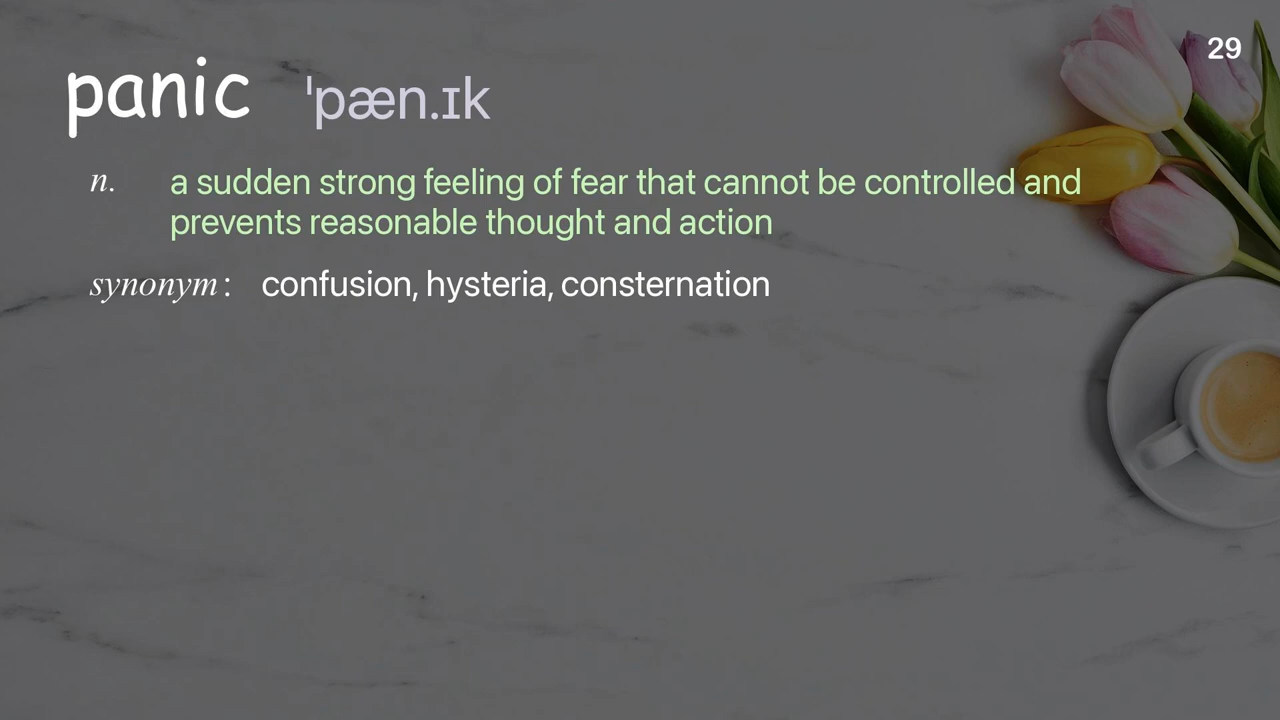 29
panic ˈpæn.ɪk
n. a sudden strong feeling of fear that cannot be controlled and
prevents reasonable thought and action
synonym: confusion, hysteria, consternation